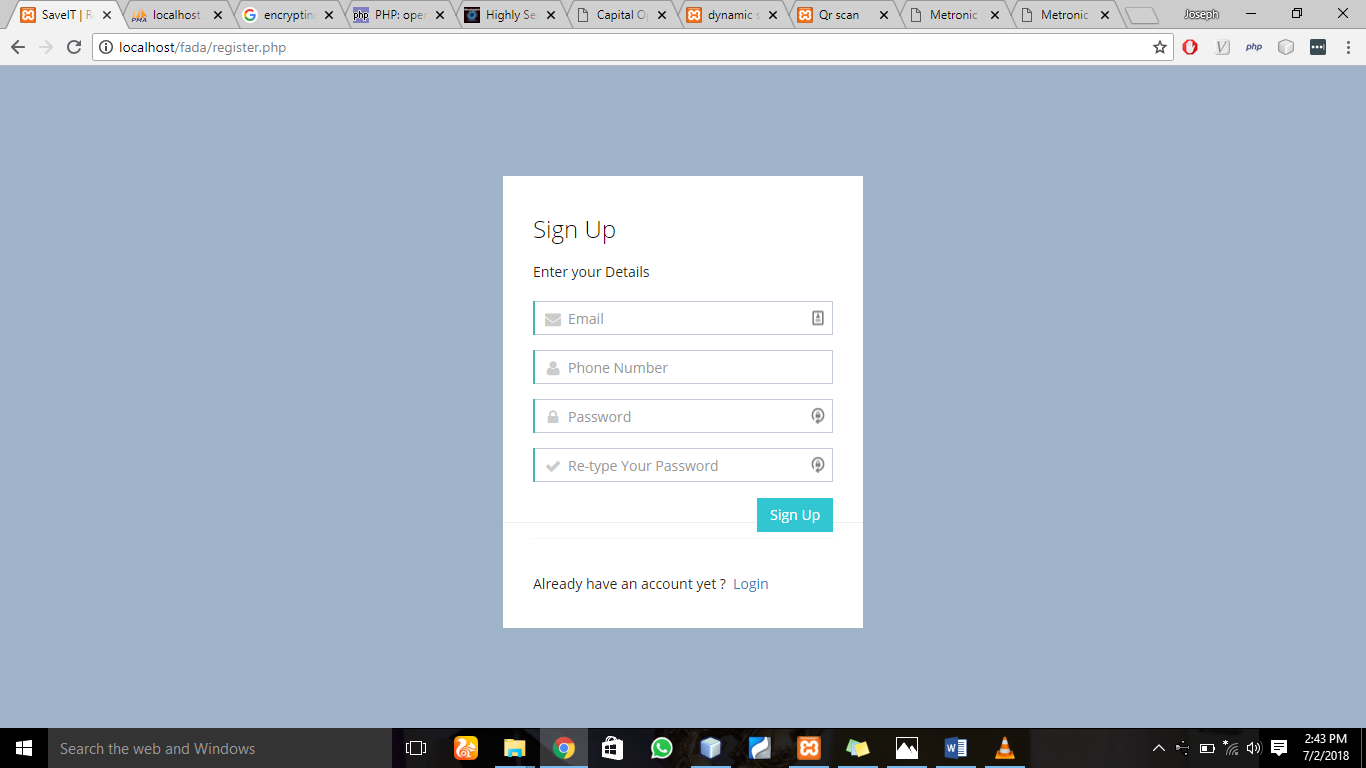 SaveIT | R
localhost
encryptin
PHP: oper
Highly Se
Capital O
dynamic s
Qr scan
Metronic
Metronic
Joseph
localhost/fada/register.php
php
Sign Up
Enter your Details
Email
Phone Number
Password
Re-type Your Password
Sign Up
Already have an account yet ? Login
Search the web and Windows
2:43 PM
7/2/2018